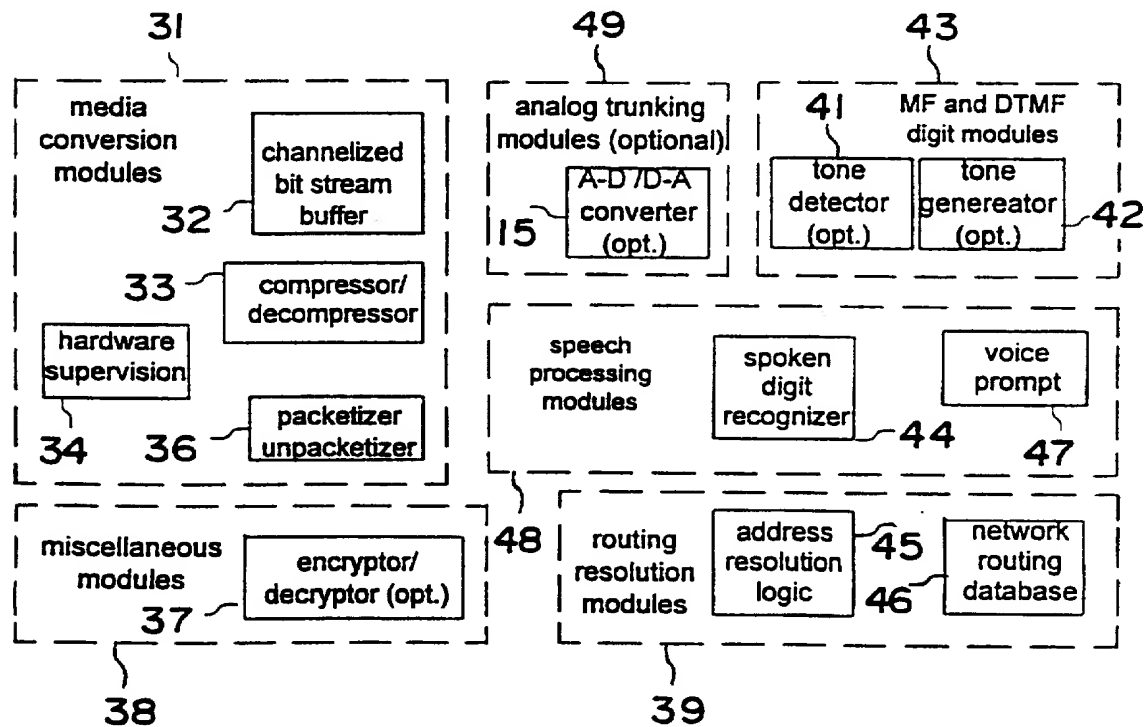 31
media
conversion
modules
channelized
bit stream
buffer
32
33
compressor/
decompressor
hardware
supervision
34
36
packetizer
unpacketizer
49
analog trunking
modules (optional)
A-D /D-A
converter
(opt.)
15
43
41
MF and DTMF
digit modules
tone
detector
(opt.)
tone
genereator
(opt.)
42
speech
processing
modules
spoken
digit
recognizer
44
voice
prompt
47
48
miscellaneous
modules
37
encryptor/
decryptor (opt.)
38
routing
resolution
modules
address
resolution
logic
45
46
network
routing
database
39